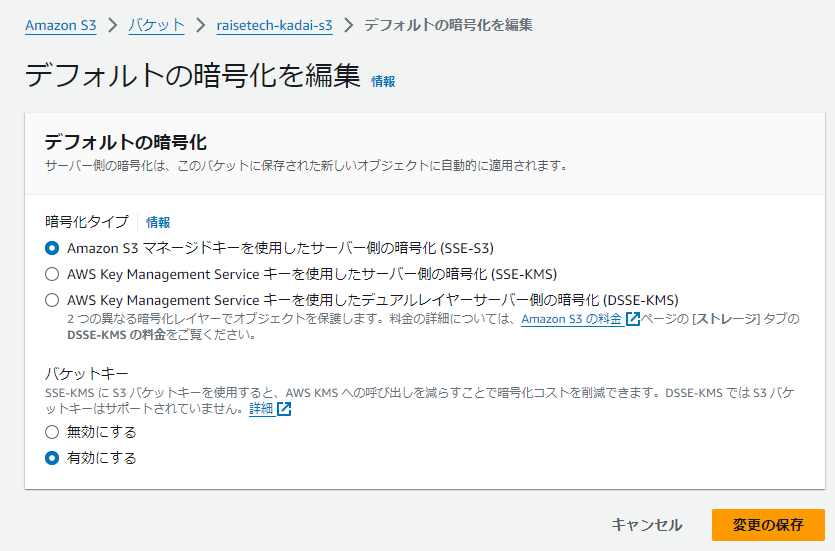 Amazon S3 > バケット > raisetech-kadai-s3 > デフォルトの暗号化を編集
デフォルトの暗号化を編集 情報
デフォルトの暗号化
サーバー側の暗号化は、このバケットに保存された新しいオブジェクトに自動的に適用されます。
暗号化タイプ 情報
Amazon S3 マネージドキーを使用したサーバー側の暗号化 (SSE-S3)
AWS Key Management Service キーを使用したサーバー側の暗号化 (SSE-KMS)
AWS Key Management Service キーを使用したデュアルレイヤーサーバー側の暗号化 (DSSE-KMS)
2 つの異なる暗号化レイヤーでオブジェクトを保護します。料金の詳細については、Amazon S3 の料金 ページの [ストレージ] タブの
DSSE-KMS の料金をご覧ください。
バケットキー
SSE-KMS に S3 バケットキーを使用すると、AWS KMS への呼び出しを減らすことで暗号化コストを削減できます。DSSE-KMS では S3 バケ
ットキーはサポートされていません。詳細
無効にする
有効にする
キャンセル 変更の保存